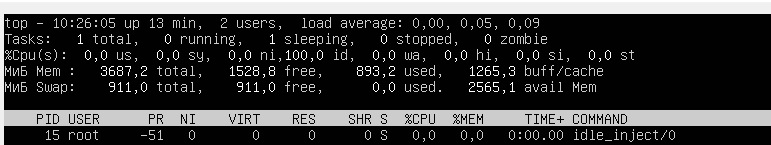 top - 10:26:05 up 13 min,  2 users,  load average: 0,00, 0,05, 0,09
Tasks:   1 total,   0 running,   1 sleeping,   0 stopped,   0 zombie
%Cpu(s):  0,0 us,  0,0 sy,  0,0 ni,100,0 id,  0,0 wa,  0,0 hi,  0,0 si,  0,0 st
МиБ Mem :   3687,2 total,   1528,8 free,    893,2 used,   1265,3 buff/cache
МиБ Swap:    911,0 total,    911,0 free,      0,0 used.   2565,1 avail Mem
PID USER      PR  NI    VIRT    RES    SHR S  %CPU  %MEM     TIME+ COMMAND
15 root     -51   0       0      0      0 S   0,0   0,0   0:00.00 idle_inject/0